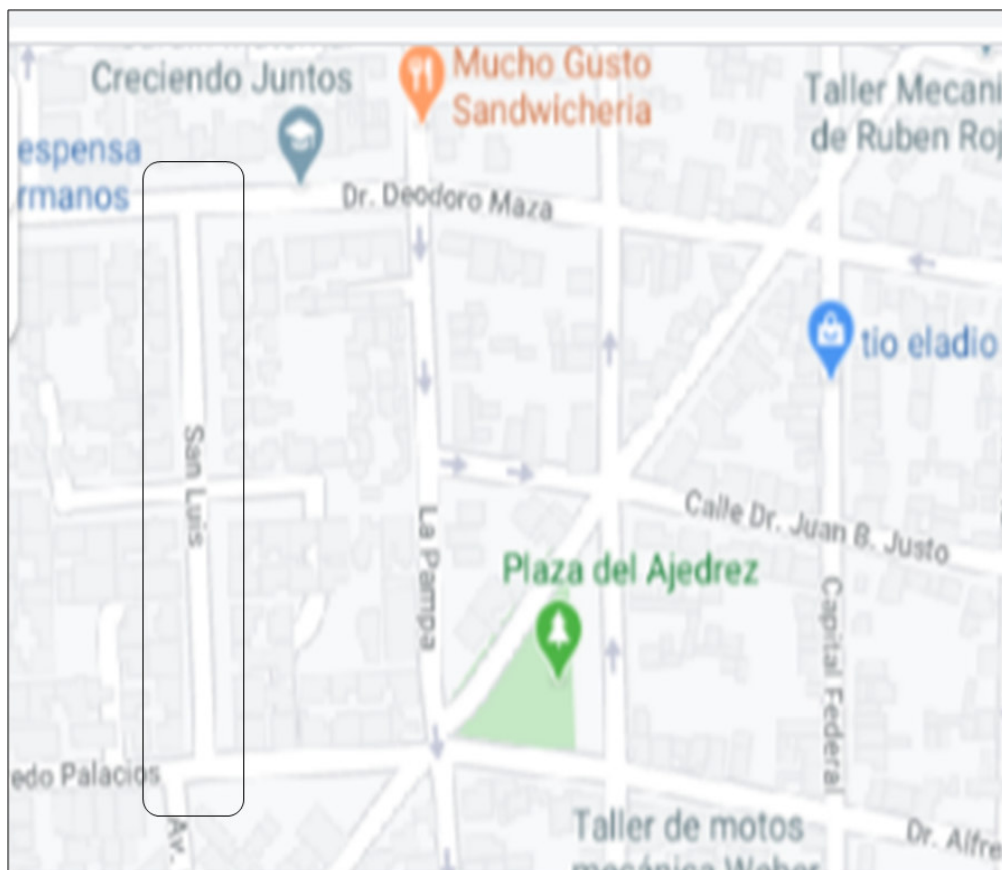 Creciendo Juntos
Mucho Gusto
Sandwicheria
Taller Mecani
de Ruben Roj
espensa
rmanos
Dr. Deodoro Maza
tio eladio
San Luis
La Pampa
Calle Dr. Juan B. Justo
Plaza del Ajedrez
Capital Federal
edo Palacios
Av.
Taller de motos
mecánica Weber
Dr. Alfre